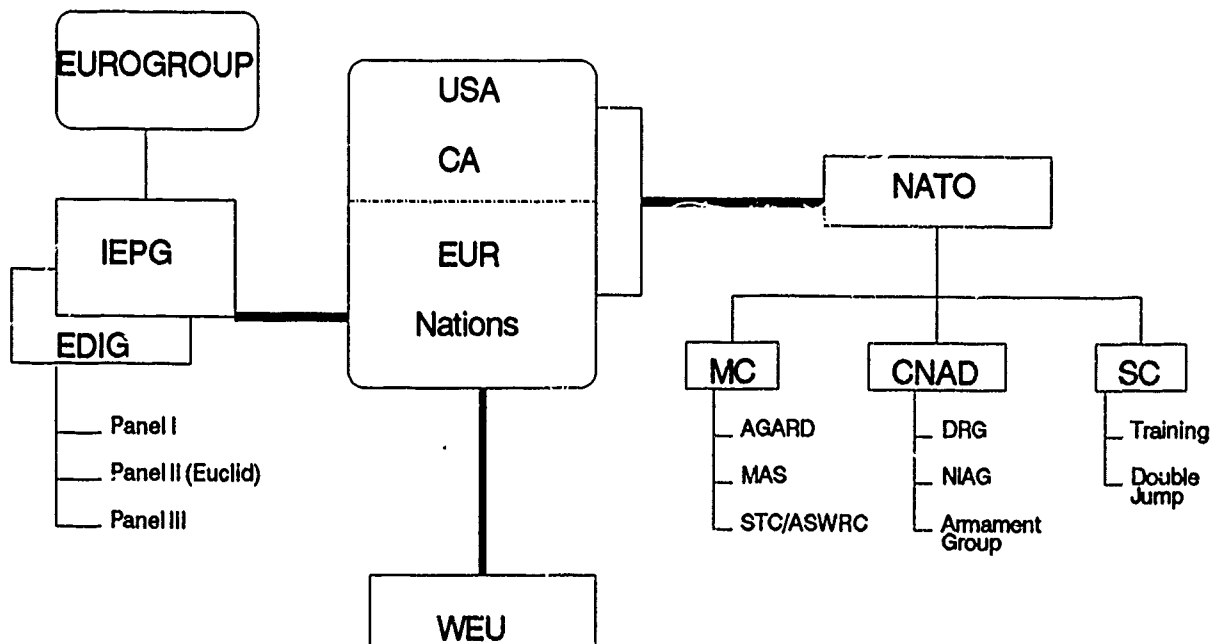 EUROGROUP
USA
CA
EUR
Nations
NATO
IEPG
EDIG
Panel I
Panel II (Euclid)
Panel III
MC
AGARD
MAS
STC/ASWRC
CNAD
DRG
NIAG
Armament
Group
SC
Training
Double
Jump
WEU